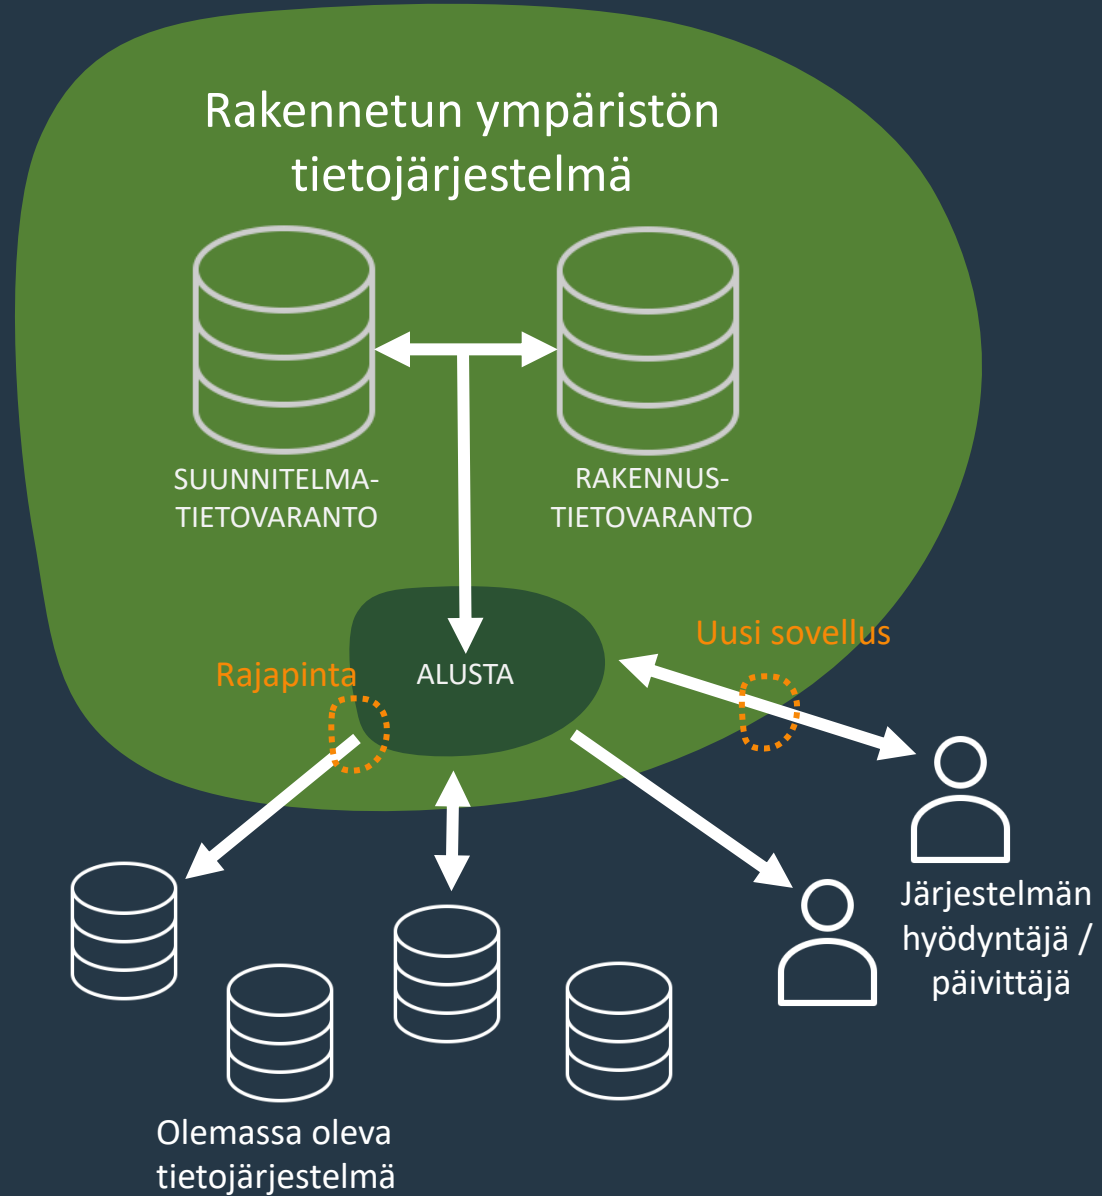 Rakennetun ympäristön
tietojärjestelmä
SUUNNITELMA-
TIETOVARANTO
RAKENNUS-
TIETOVARANTO
Uusi sovellus
Rajapinta
ALUSTA
Järjestelmän
hyödyntäjä /
päivittäjä
Olemassa oleva
tietojärjestelmä